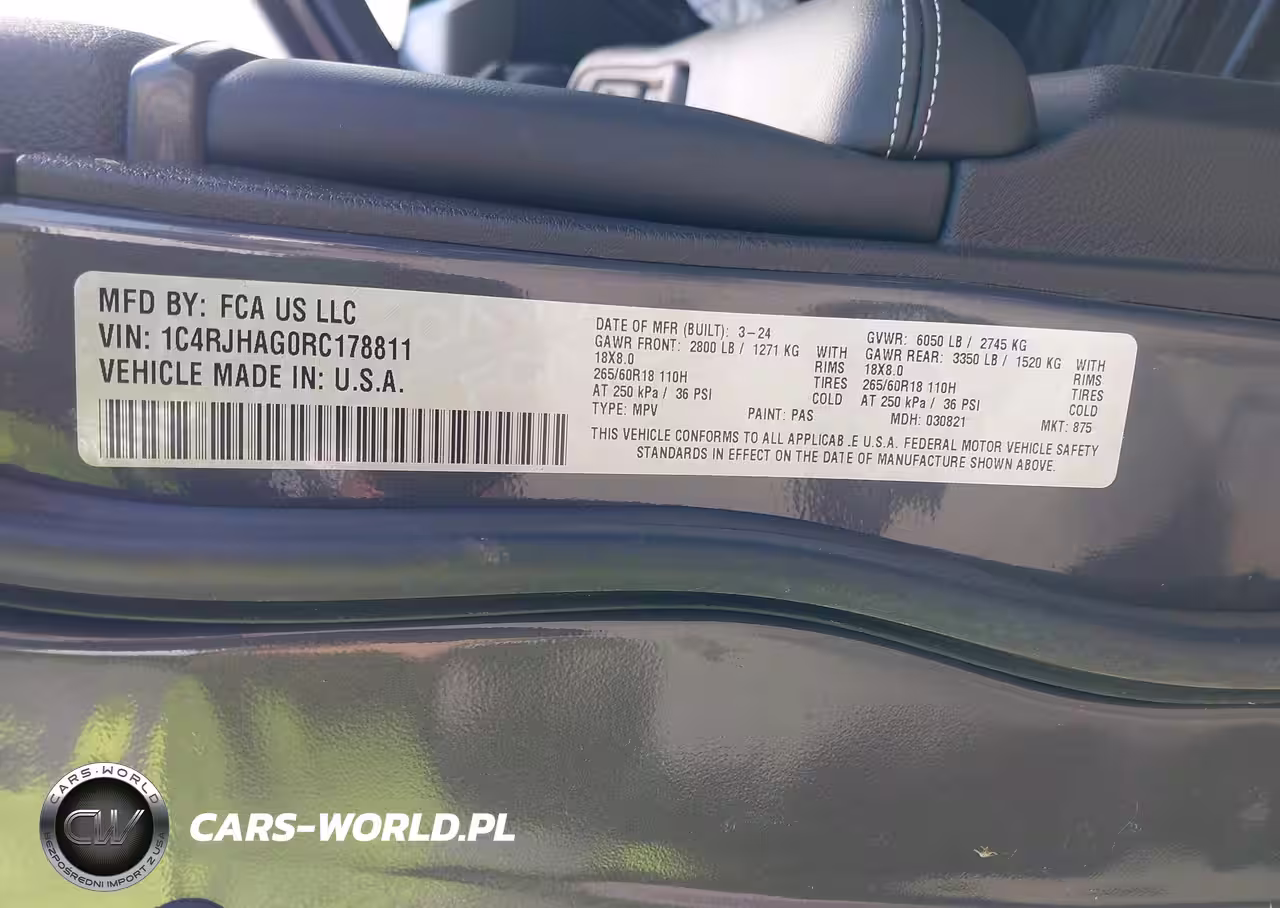 MFD BY: FCA US LLC
VIN: 1C4RJHAG0RC178811
VEHICLE MADE IN: U.S.A.
DATE OF MFR (BUILT): 3-24
GAWR FRONT: 2800 LB / 1271 KG WITH
18X8.0 RIMS
265/60R18 110H TIRES
AT 250 kPa / 36 PSI COLD
TYPE: MPV PAINT: PAS
GVWR: 6050 LB / 2745 KG
GAWR REAR: 3350 LB / 1520 KG WITH
18X8.0 RIMS
265/60R18 110H TIRES
AT 250 kPa / 36 PSI COLD
MDH: 030821 MKT: 875
THIS VEHICLE CONFORMS TO ALL APPLICAB.E U.S.A. FEDERAL MOTOR VEHICLE SAFETY
STANDARDS IN EFFECT ON THE DATE OF MANUFACTURE SHOWN ABOVE.
CARS-WORLD
CW
BEZPOŚREDNI IMPORT Z USA
CARS-WORLD.PL